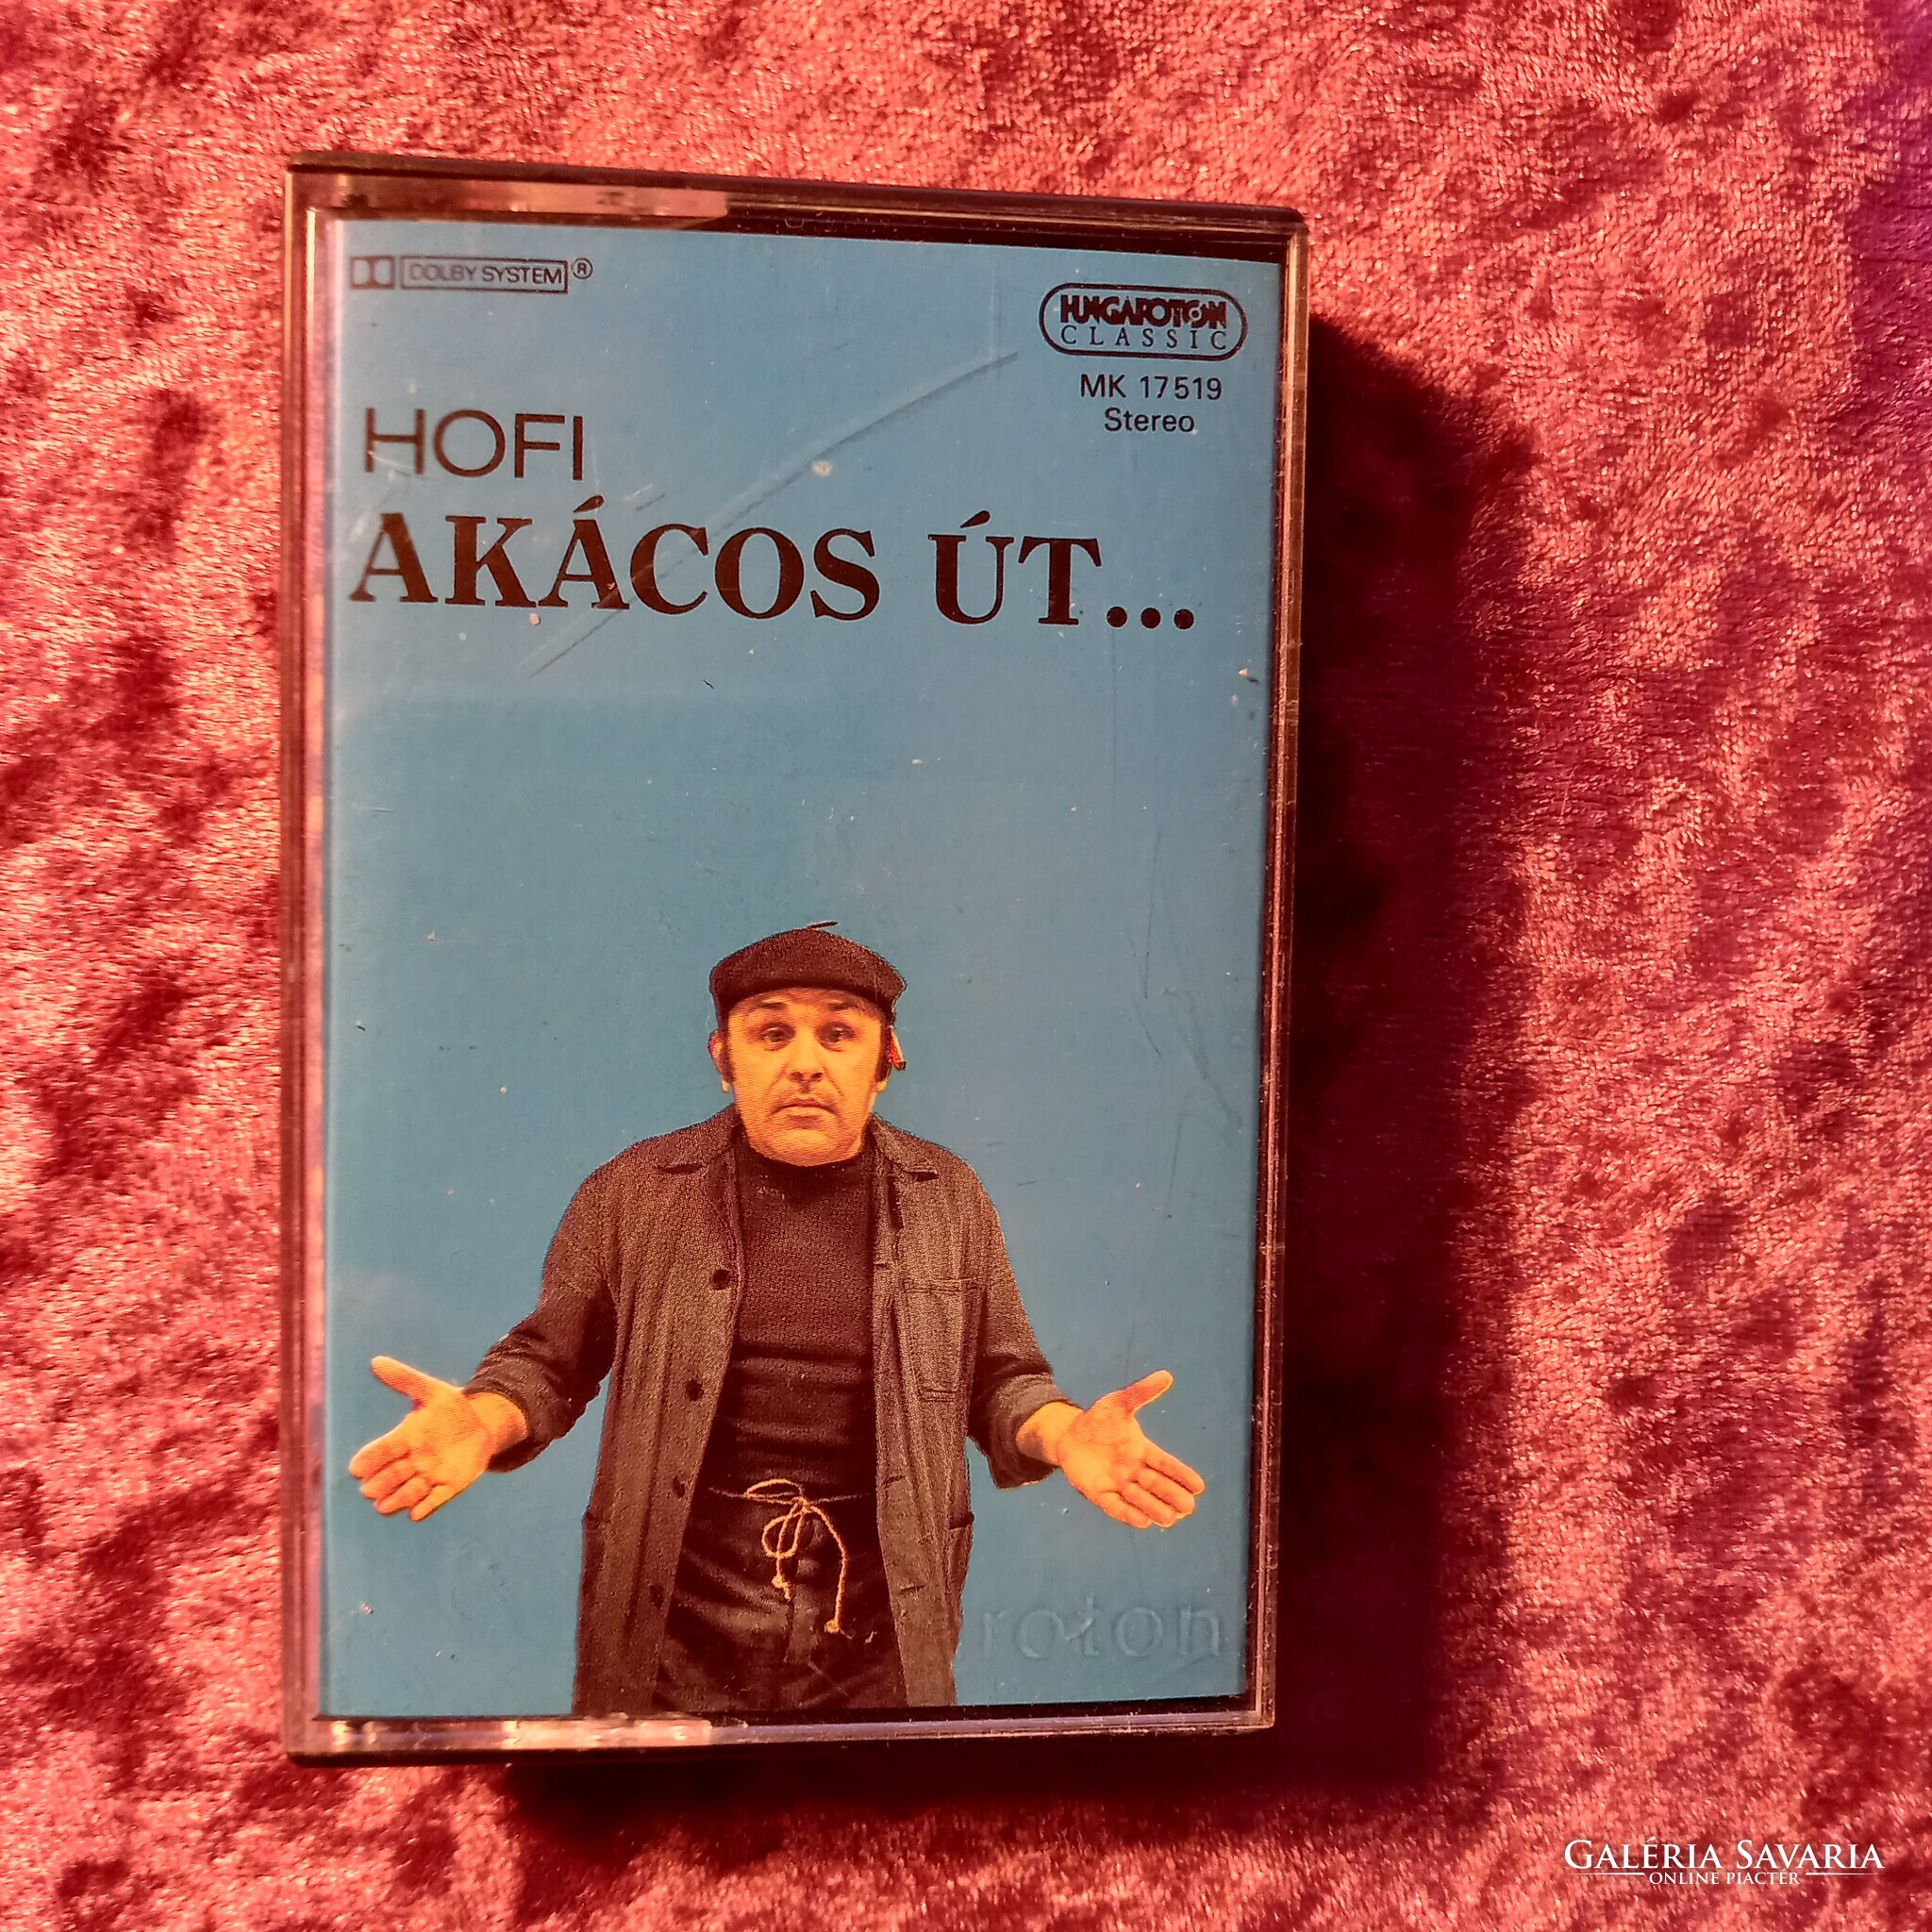 DOLBY SYSTEM®
HUNGAROTON
CLASSIC
MK 17519
Stereo
HOFI
AKÁCOS ÚT...
roton
GALÉRIA SAVARIA
ONLINE PIACTÉR